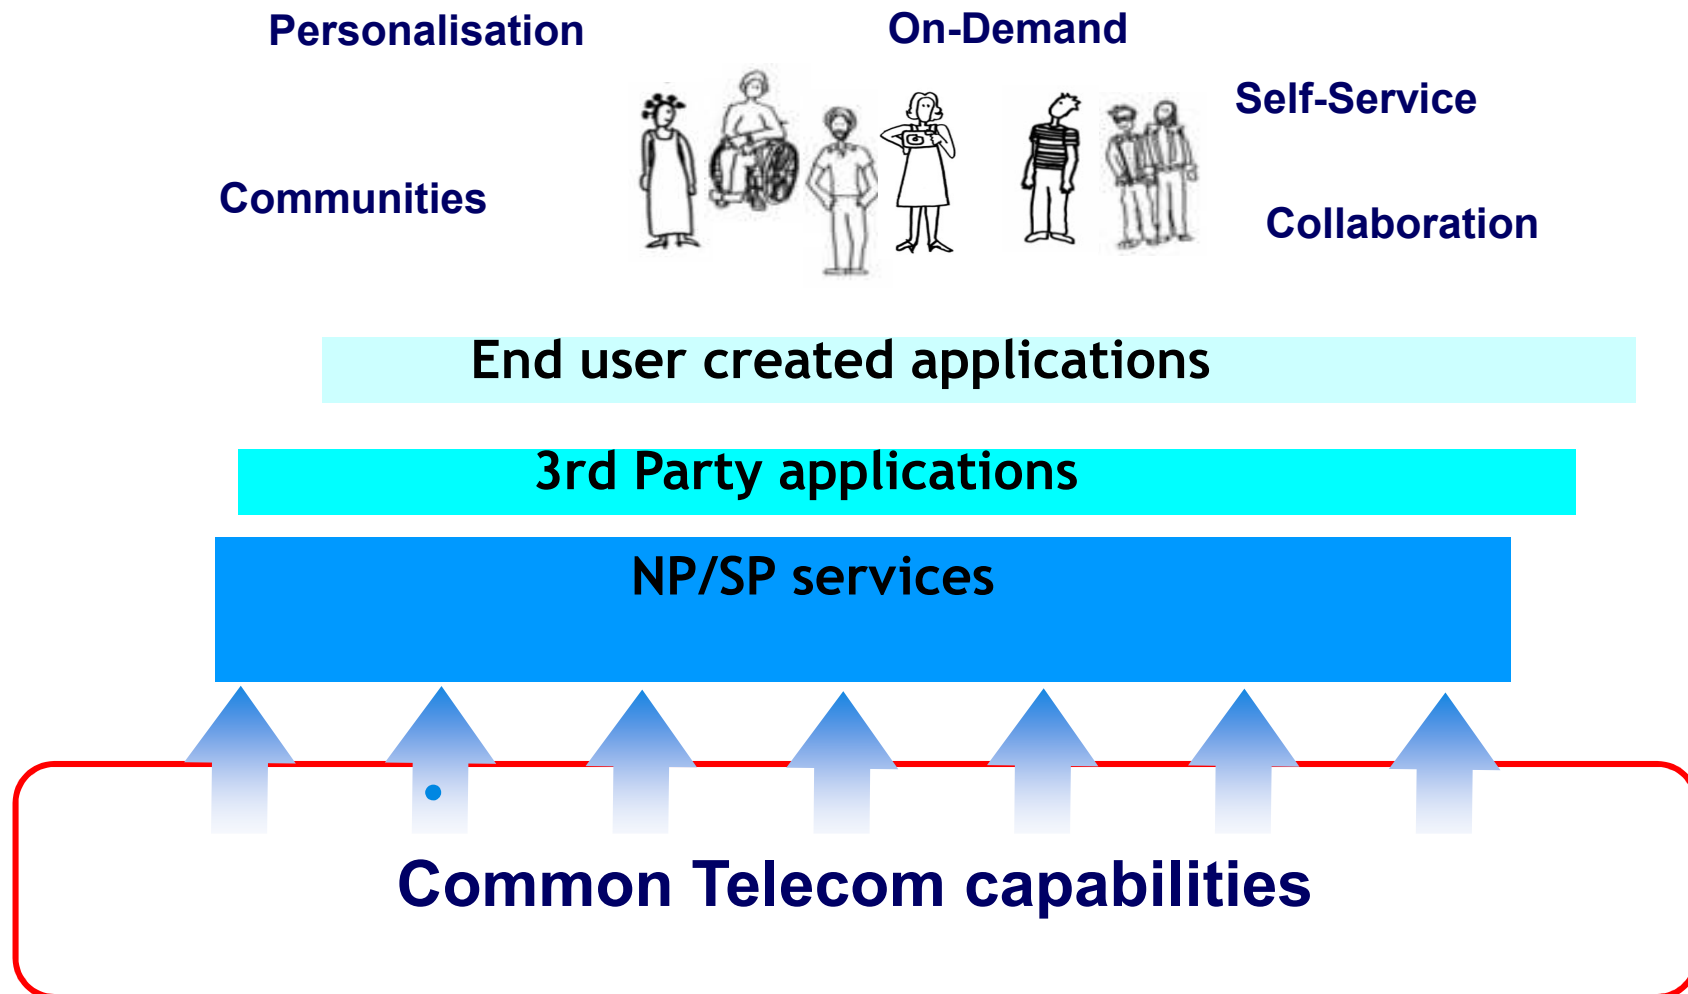 Personalisation
On-Demand
Self-Service
Communities
Collaboration
End user created applications
3rd Party applications
NP/SP services
Common Telecom capabilities